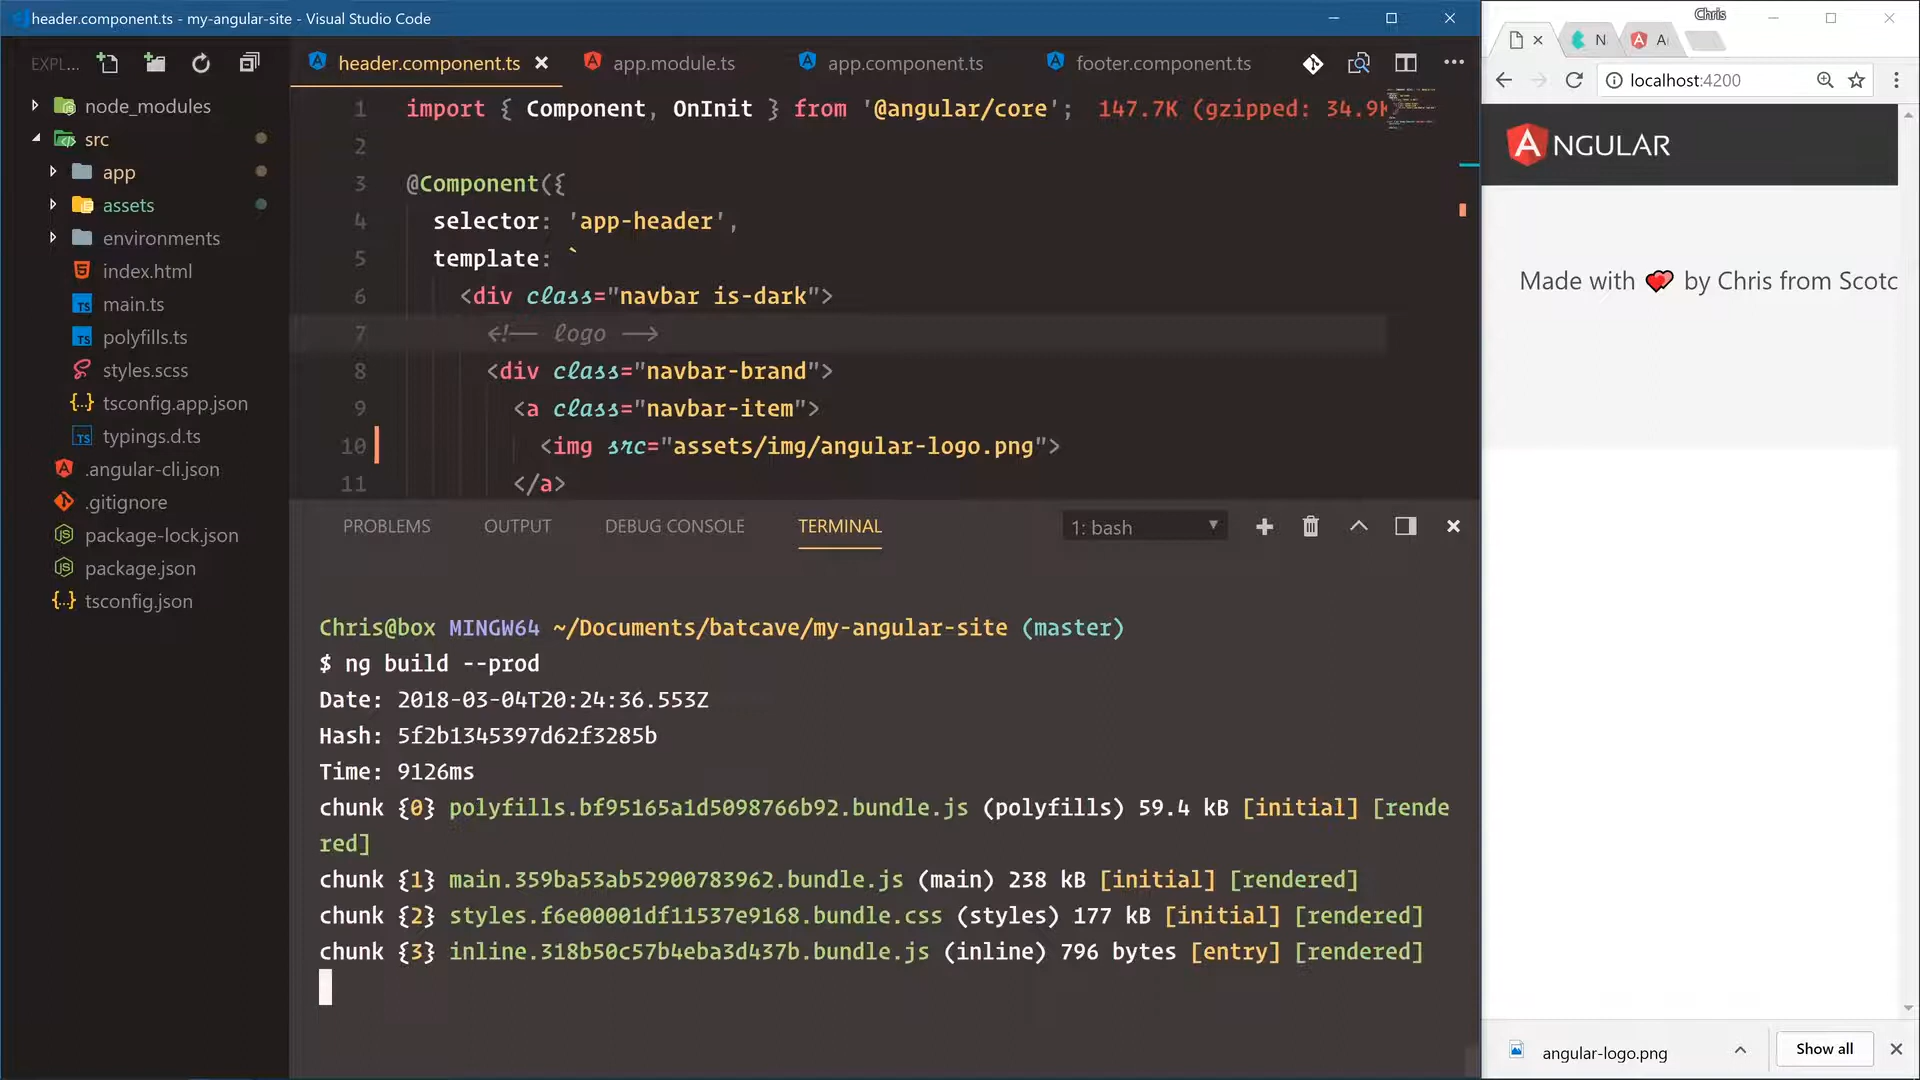 header.component.ts - my-angular-site - Visual Studio Code
EXPL...
node_modules
src
app
assets
environments
index.html
main.ts
polyfills.ts
styles.scss
tsconfig.app.json
typings.d.ts
.angular-cli.json
.gitignore
package-lock.json
package.json
tsconfig.json
header.component.ts
app.module.ts
app.component.ts
footer.component.ts
1 import { Component, OnInit } from '@angular/core'; 147.7K (gzipped: 34.9K
2
3 @Component({
4 selector: 'app-header',
5 template: `
6 <div class="navbar is-dark">
7 <!-- logo -->
8 <div class="navbar-brand">
9 <a class="navbar-item">
10 <img src="assets/img/angular-logo.png">
11 </a>
PROBLEMS OUTPUT DEBUG CONSOLE TERMINAL 1: bash
Chris@box MINGW64 ~/Documents/batcave/my-angular-site (master)
$ ng build --prod
Date: 2018-03-04T20:24:36.553Z
Hash: 5f2b1345397d62f3285b
Time: 9126ms
chunk {0} polyfills.bf95165a1d5098766b92.bundle.js (polyfills) 59.4 kB [initial] [rende
red]
chunk {1} main.359ba53ab52900783962.bundle.js (main) 238 kB [initial] [rendered]
chunk {2} styles.f6e00001df11537e9168.bundle.css (styles) 177 kB [initial] [rendered]
chunk {3} inline.318b50c57b4eba3d437b.bundle.js (inline) 796 bytes [entry] [rendered]
Chris
N
A
localhost:4200
ANGULAR
Made with 💕 by Chris from Scotc
angular-logo.png
Show all